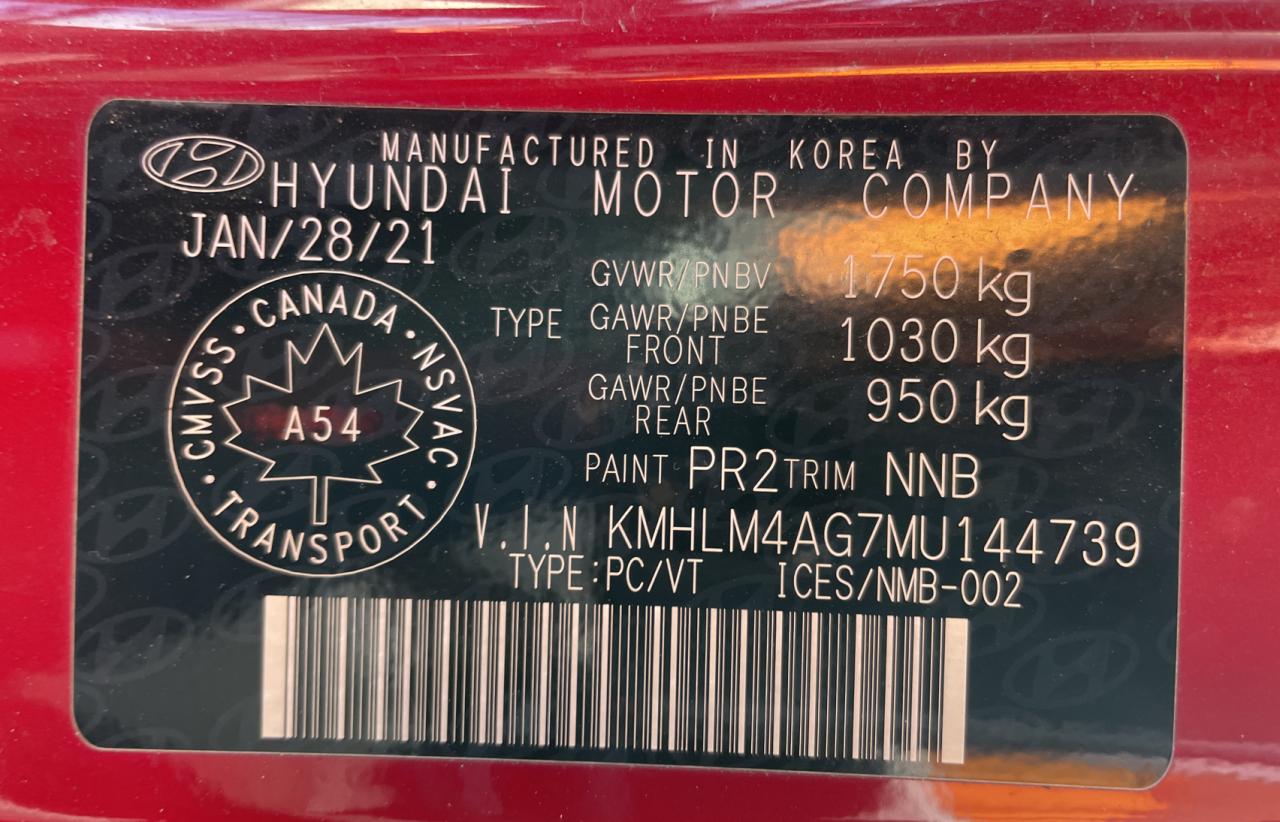 MANUFACTURED IN KOREA BY
HYUNDAI MOTOR COMPANY
JAN/28/21
GVWR/PNBV 1750 kg
TYPE GAWR/PNBE FRONT 1030 kg
GAWR/PNBE REAR 950 kg
CANADA · NSVAC · TRANSPORT · CMVSS ·
A54
PAINT PR2 TRIM NNB
V.I.N KMHLM4AG7MU144739
TYPE:PC/VT ICES/NMB-002